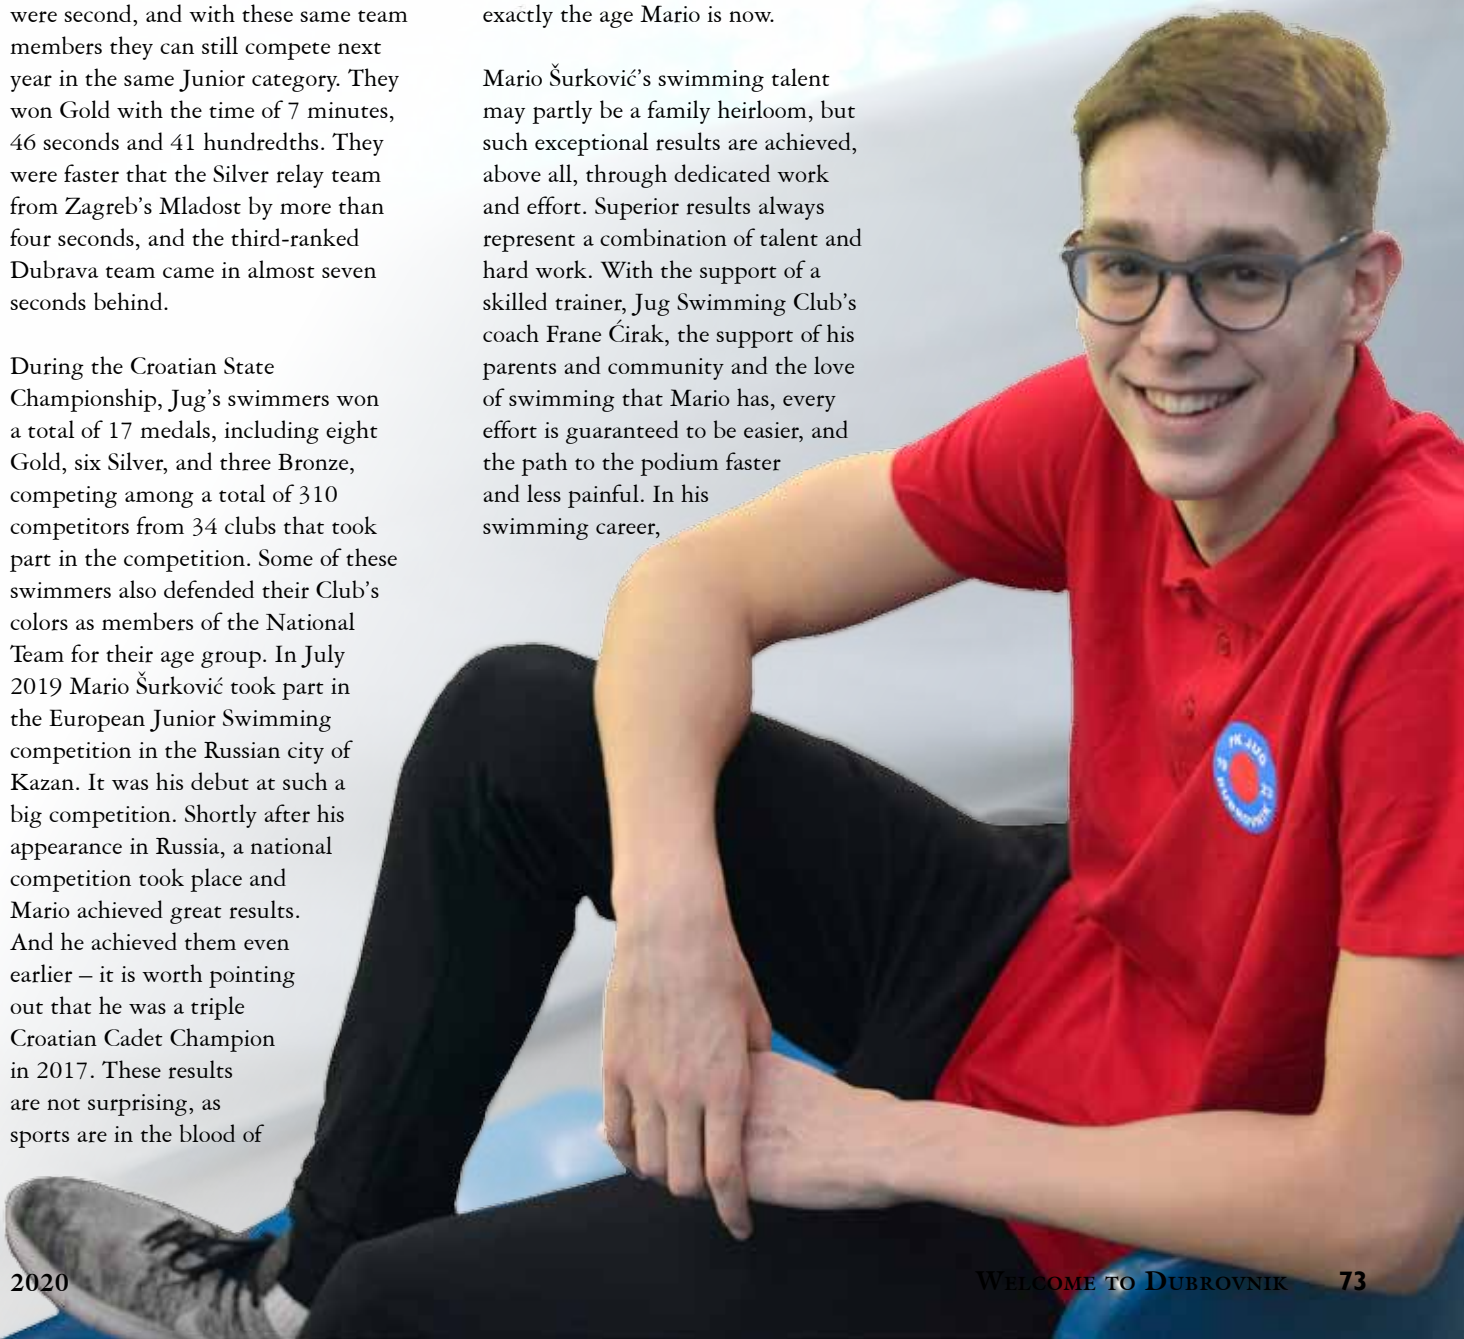 were second, and with these same team
members they can still compete next
year in the same Junior category. They
won Gold with the time of 7 minutes,
46 seconds and 41 hundredths. They
were faster that the Silver relay team
from Zagreb's Mladost by more than
four seconds, and the third-ranked
Dubrava team came in almost seven
seconds behind.
During the Croatian State
Championship, Jug's swimmers won
a total of 17 medals, including eight
Gold, six Silver, and three Bronze,
competing among a total of 310
competitors from 34 clubs that took
part in the competition. Some of these
swimmers also defended their Club's
colors as members of the National
Team for their age group. In July
2019 Mario Šurković took part in
the European Junior Swimming
competition in the Russian city of
Kazan. It was his debut at such a
big competition. Shortly after his
appearance in Russia, a national
competition took place and
Mario achieved great results.
And he achieved them even
earlier – it is worth pointing
out that he was a triple
Croatian Cadet Champion
in 2017. These results
are not surprising, as
sports are in the blood of
exactly the age Mario is now.
Mario Šurković's swimming talent
may partly be a family heirloom, but
such exceptional results are achieved,
above all, through dedicated work
and effort. Superior results always
represent a combination of talent and
hard work. With the support of a
skilled trainer, Jug Swimming Club's
coach Frane Ćirak, the support of his
parents and community and the love
of swimming that Mario has, every
effort is guaranteed to be easier, and
the path to the podium faster
and less painful. In his
swimming career,
PK JUG
DUBROVNIK
2020
Welcome to Dubrovnik 73